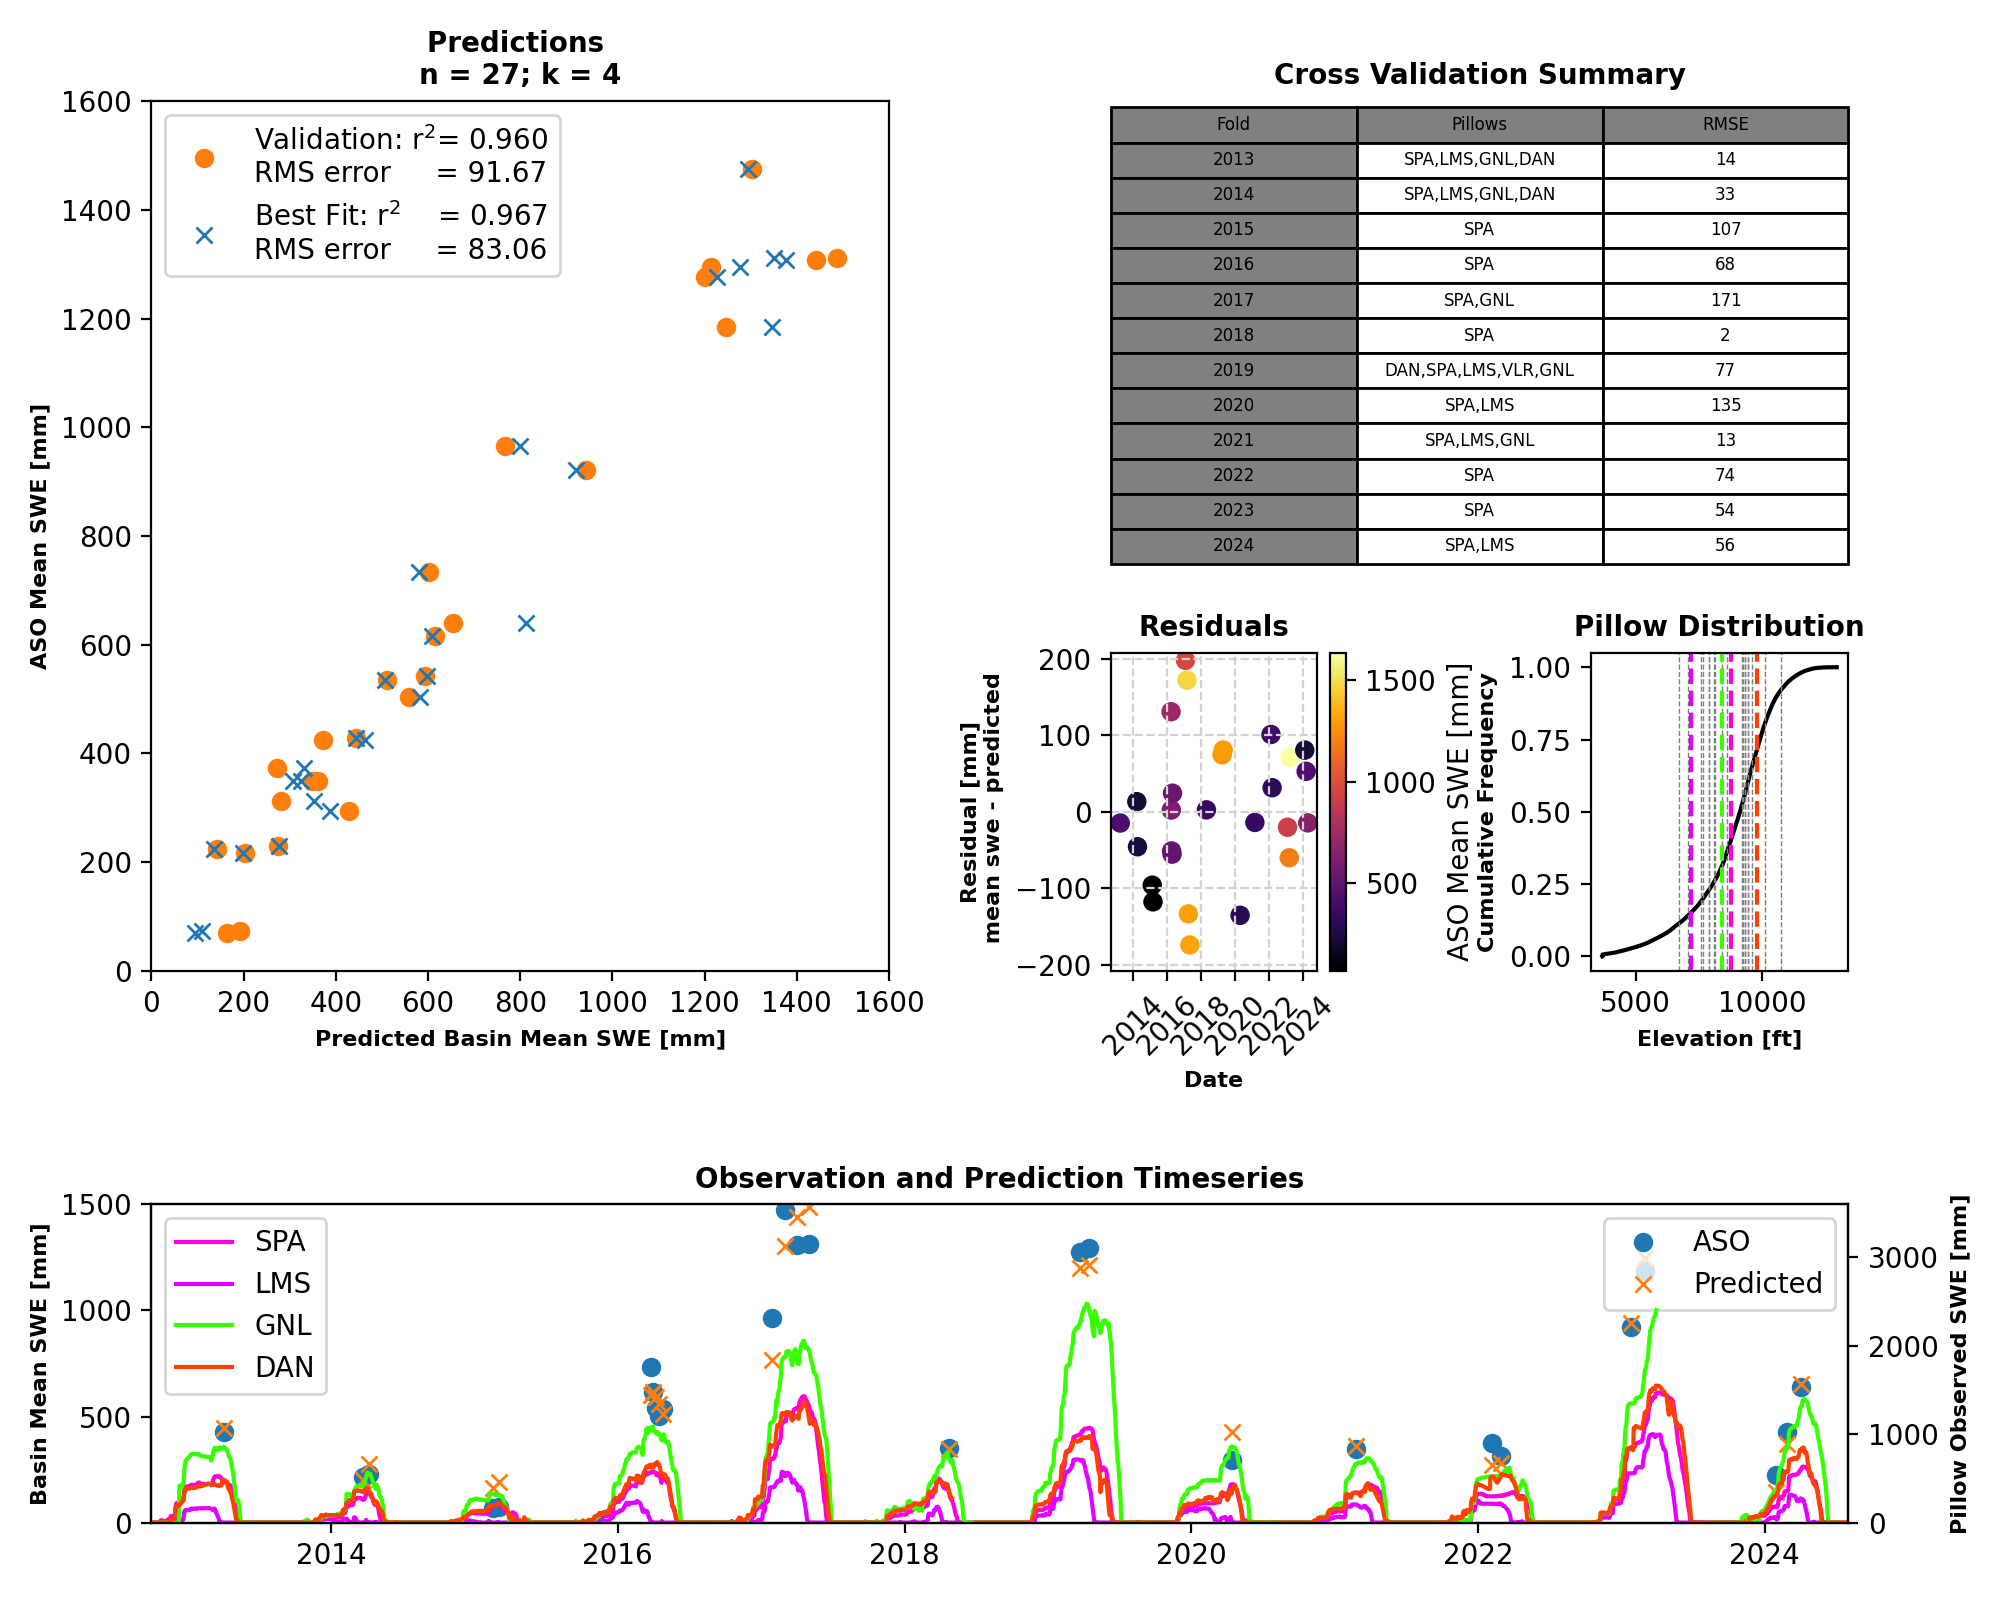 Predictions
n = 27; k = 4
1600
1400
1200
1000
800
600
400
200
0
0 200 400 600 800 1000 1200 1400 1600
ASO Mean SWE [mm]
Predicted Basin Mean SWE [mm]
Validation: r2= 0.960
RMS error = 91.67
Best Fit: r2 = 0.967
RMS error = 83.06
Cross Validation Summary
Fold Pillows RMSE
2013 SPA,LMS,GNL,DAN 14
2014 SPA,LMS,GNL,DAN 33
2015 SPA 107
2016 SPA 68
2017 SPA,GNL 171
2018 SPA 2
2019 DAN,SPA,LMS,VLR,GNL 77
2020 SPA,LMS 135
2021 SPA,LMS,GNL 13
2022 SPA 74
2023 SPA 54
2024 SPA,LMS 56
Residuals
200
100
0
−100
−200
Residual [mm]
mean swe - predicted
2014 2016 2018 2020 2022 2024
Date
1500
1000
500
ASO Mean SWE [mm]
Pillow Distribution
1.00
0.75
0.50
0.25
0.00
Cumulative Frequency
5000 10000
Elevation [ft]
Observation and Prediction Timeseries
1500
1000
500
0
Basin Mean SWE [mm]
SPA
LMS
GNL
DAN
ASO
Predicted
3000
2000
1000
0
Pillow Observed SWE [mm]
2014 2016 2018 2020 2022 2024